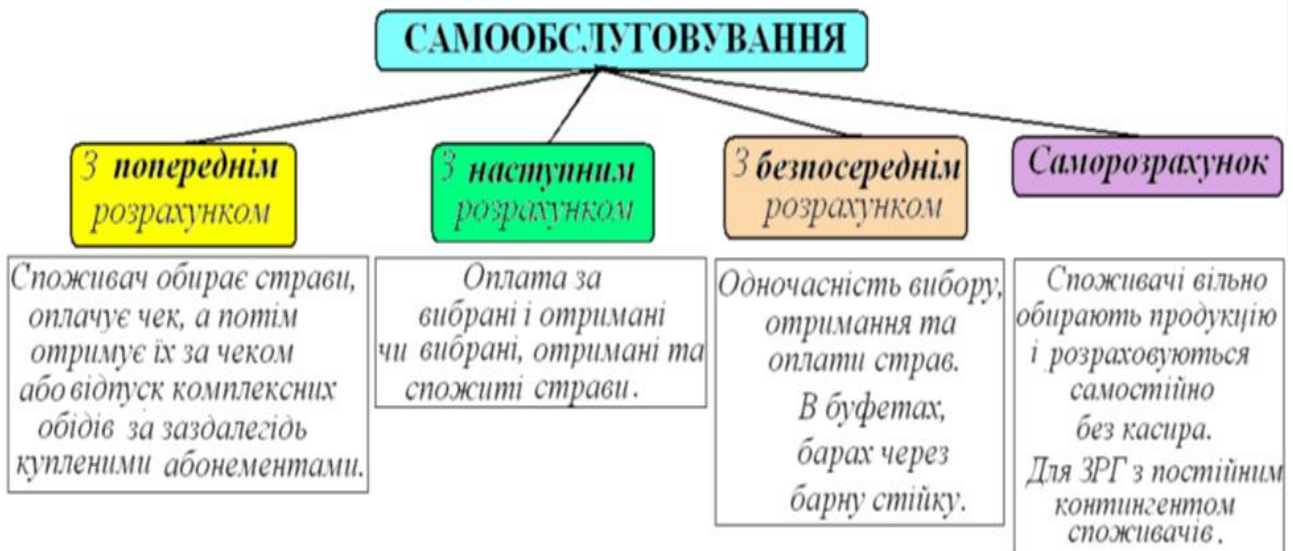 САМООБСЛУГОВУВАННЯ
З попереднім
розрахунком
З наступним
розрахунком
З безпосереднім
розрахунком
Саморозрахунок
Споживач обирає страви,
оплачує чек, а потім
отримує їх за чеком
або відпуск комплексних
обідів за заздалегідь
купленими абонементами.
Оплата за
вибрані і отримані
чи вибрані, отримані та
спожиті страви.
Одночасність вибору,
отримання та
оплати страв.
В буфетах,
барах через
барну стійку.
Споживачі вільно
обирають продукцію
і розраховуються
самостійно
без касира.
Для ЗРГ з постійним
контингентом
споживачів.